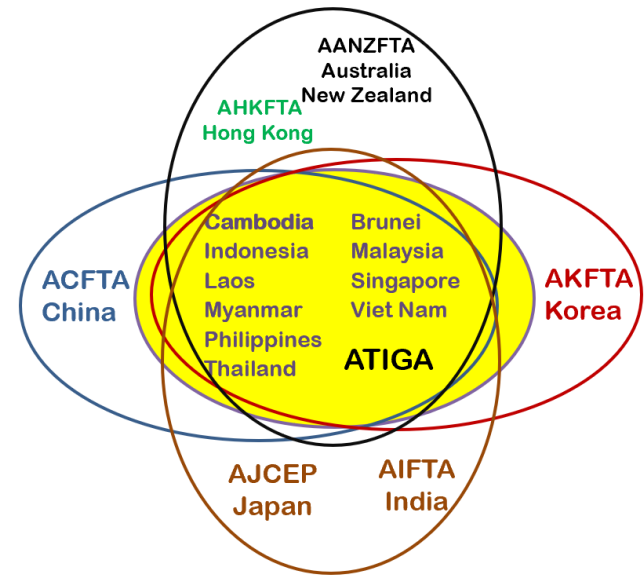 AANZFTA
Australia
New Zealand
AHKFTA
Hong Kong
Cambodia
Indonesia
Laos
Myanmar
Philippines
Thailand
Brunei
Malaysia
Singapore
Viet Nam
ATIGA
ACFTA
China
AKFTA
Korea
AJCEP
Japan
AIFTA
India